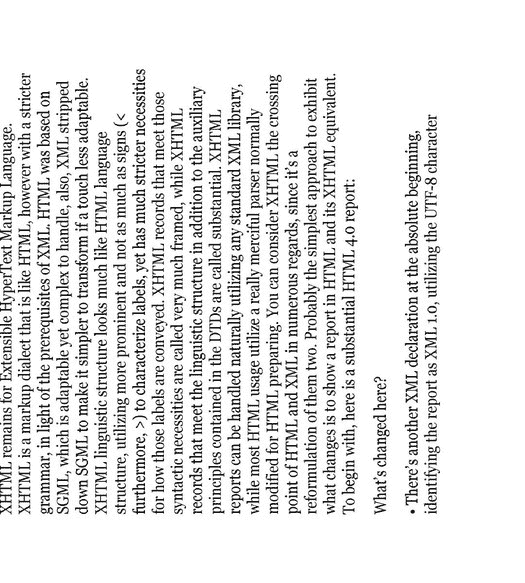 XHTML remains for Extensible HyperText Markup Language.
XHTML is a markup dialect that is like HTML, however with a stricter
grammar, in light of the prerequisites of XML. HTML was based on
SGML, which is adaptable yet complex to handle, also, XML stripped
down SGML to make it simpler to transform if a touch less adaptable.
XHTML linguistic structure looks much like HTML language
structure, utilizing more prominent and not as much as signs (<
furthermore, >) to characterize labels, yet has much stricter necessities
for how those labels are conveyed. XHTML records that meet those
syntactic necessities are called very much framed, while XHTML
records that meet the linguistic structure in addition to the auxiliary
principles contained in the DTDs are called substantial. XHTML
reports can be handled naturally utilizing any standard XML library,
while most HTML usage utilize a really merciful parser normally
modified for HTML preparing. You can consider XHTML the crossing
point of HTML and XML in numerous regards, since it's a
reformulation of them two. Probably the simplest approach to exhibit
what changes is to show a report in HTML and its XHTML equivalent.
To begin with, here is a substantial HTML 4.0 report:
What's changed here?
• There's another XML declaration at the absolute beginning,
identifying the report as XML 1.0, utilizing the UTF-8 character